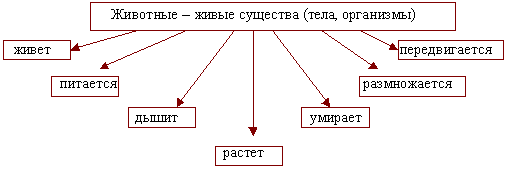 Животные – живые существа (тела, организмы)
живет
передвигается
питается
размножается
дышит
умирает
растет